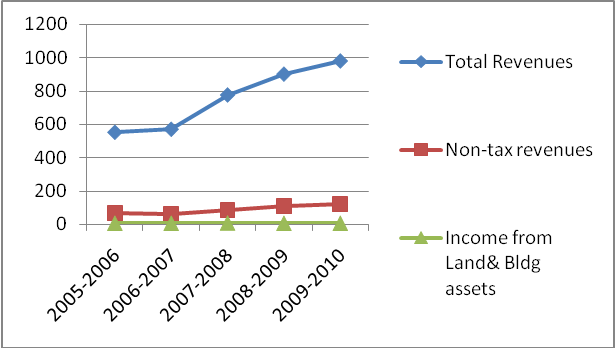 1200
1000
800
600
400
200
0
2005-2006
2006-2007
2007-2008
2008-2009
2009-2010
Total Revenues
Non-tax revenues
Income from
Land& Bldg
assets